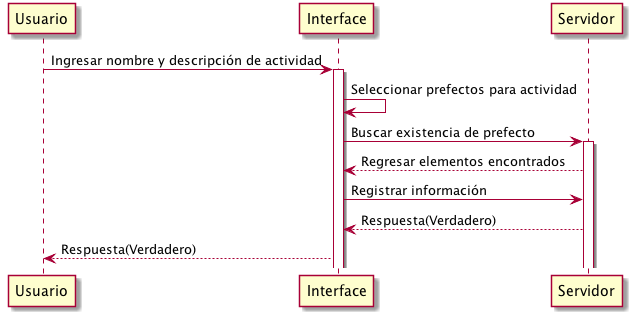 Usuario
Interface
Servidor
Ingresar nombre y descripción de actividad
Seleccionar prefectos para actividad
Buscar existencia de prefecto
Regresar elementos encontrados
Registrar información
Respuesta(Verdadero)
Respuesta(Verdadero)
Usuario
Interface
Servidor